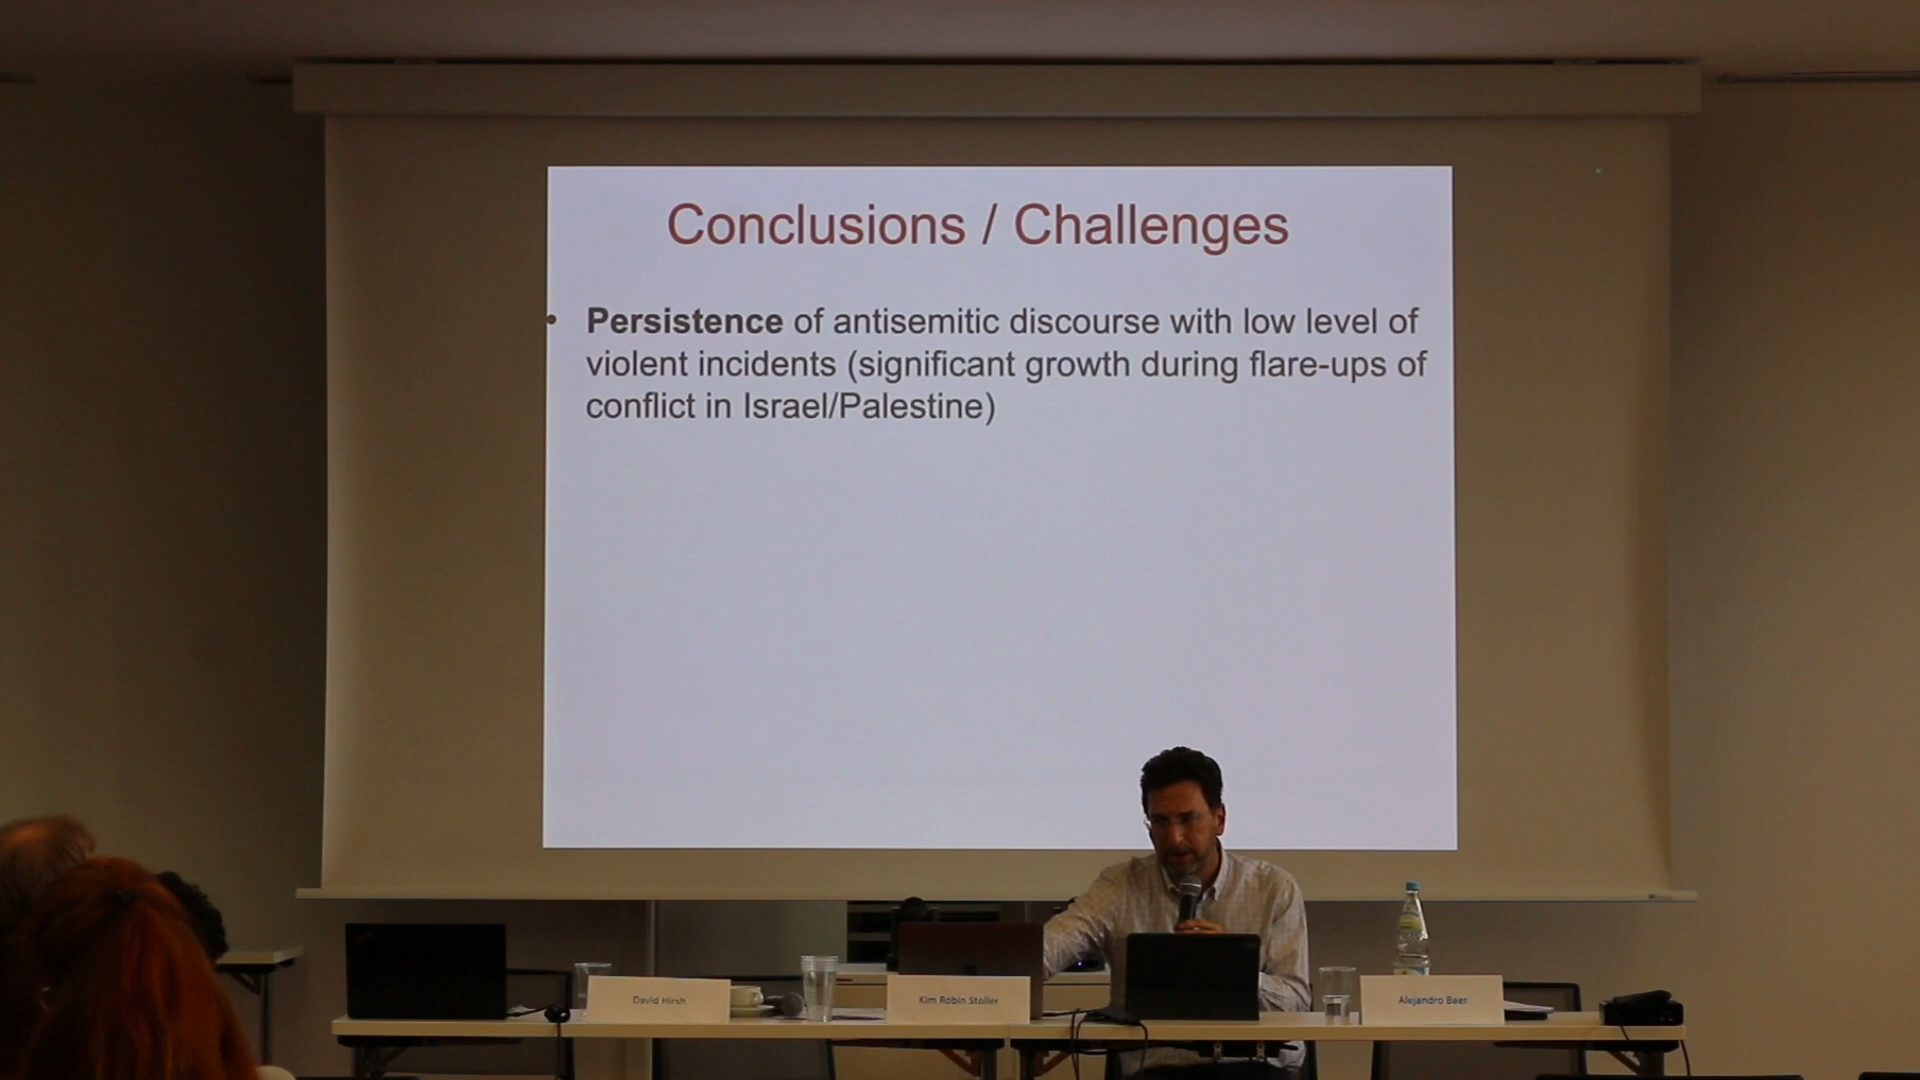 Conclusions / Challenges
• Persistence of antisemitic discourse with low level of
violent incidents (significant growth during flare-ups of
conflict in Israel/Palestine)
David Hirsh
Kim Robin Stoller
Alejandro Baer